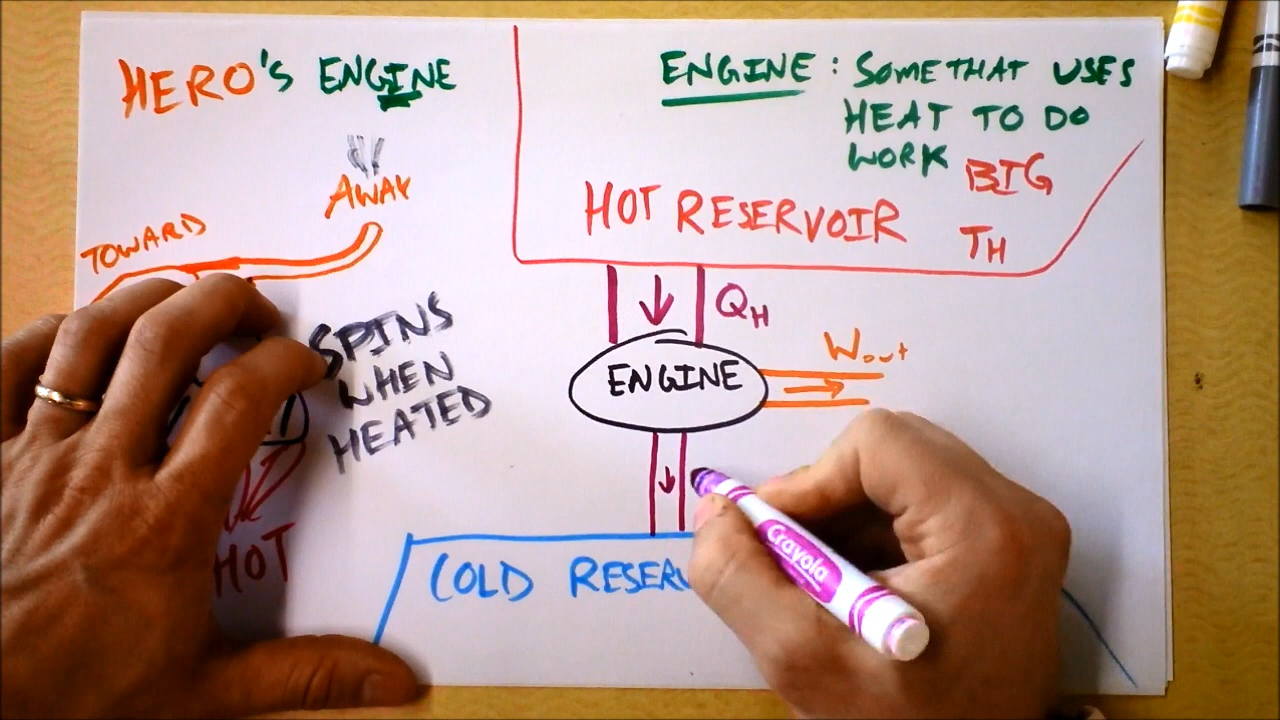 HERO'S ENGINE
AWAY
TOWARD
SPINS
WHEN
HEATED
HOT
ENGINE: SOMETHAT USES
HEAT TO DO
WORK
BIG
HOT RESERVOIR
TH
QH
ENGINE
Wout
COLD
Crayola